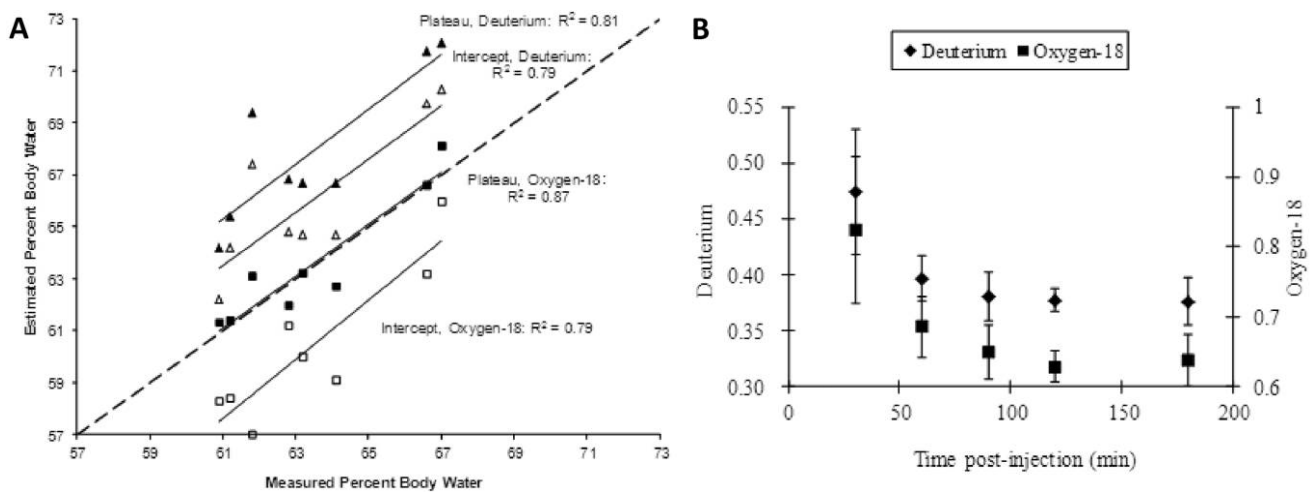 A
73
71
69
67
65
63
61
59
57
Estimated Percent Body Water
57 59 61 63 65 67 69 71 73
Measured Percent Body Water
Plateau, Deuterium: R² = 0.81
Intercept, Deuterium:
R² = 0.79
Plateau, Oxygen-18:
R² = 0.87
Intercept, Oxygen-18: R² = 0.79
B
Deuterium Oxygen-18
0.55
0.50
0.45
0.40
0.35
0.30
Deuterium
1
0.9
0.8
0.7
0.6
Oxygen-18
0 50 100 150 200
Time post-injection (min)